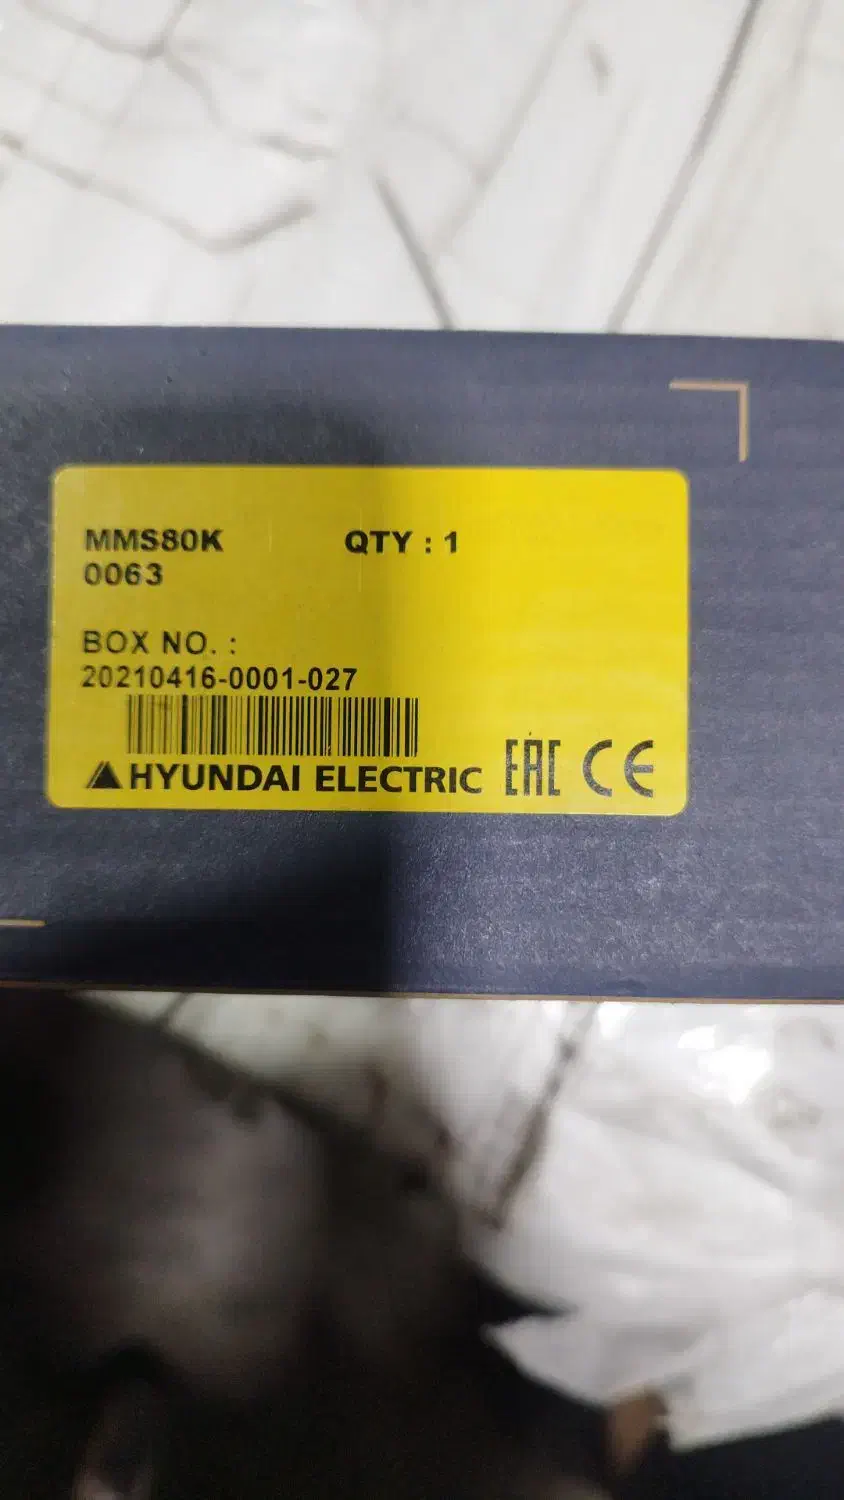 MMS80K QTY : 1
0063
BOX NO. :
20210416-0001-027
HYUNDAI ELECTRIC EAC CE